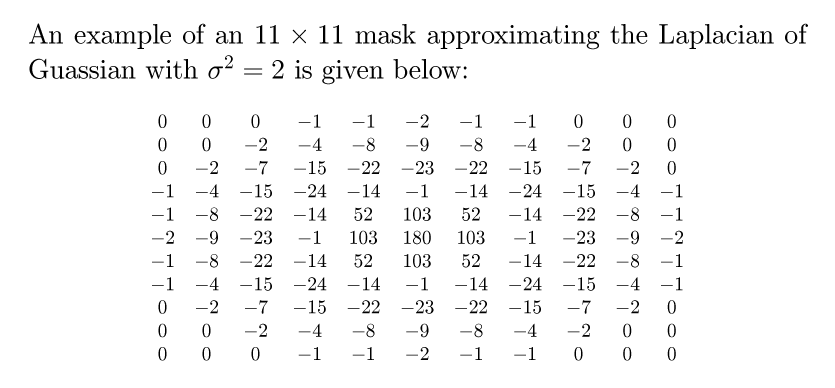 An example of an 11 × 11 mask approximating the Laplacian of
Guassian with σ² = 2 is given below:
0 0 0 −1 −1 −2 −1 −1 0 0 0
0 0 −2 −4 −8 −9 −8 −4 −2 0 0
0 −2 −7 −15 −22 −23 −22 −15 −7 −2 0
−1 −4 −15 −24 −14 −1 −14 −24 −15 −4 −1
−1 −8 −22 −14 52 103 52 −14 −22 −8 −1
−2 −9 −23 −1 103 180 103 −1 −23 −9 −2
−1 −8 −22 −14 52 103 52 −14 −22 −8 −1
−1 −4 −15 −24 −14 −1 −14 −24 −15 −4 −1
0 −2 −7 −15 −22 −23 −22 −15 −7 −2 0
0 0 −2 −4 −8 −9 −8 −4 −2 0 0
0 0 0 −1 −1 −2 −1 −1 0 0 0